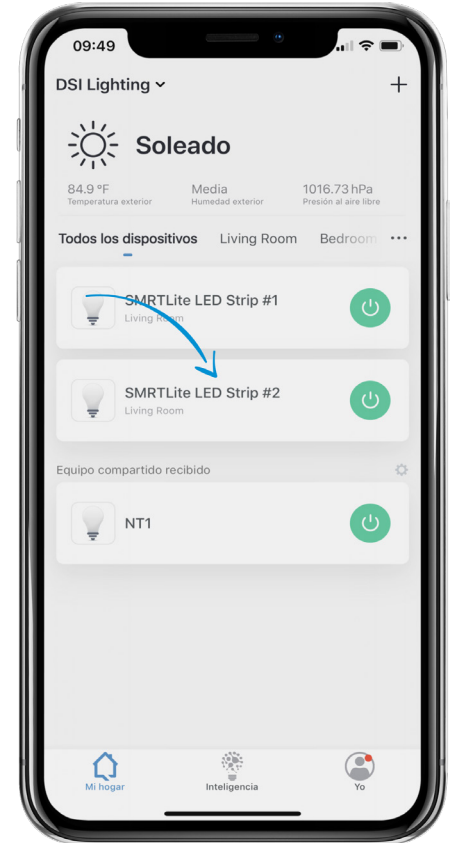 09:49
DSI Lighting
Soleado
84.9 °F Media 1016.73 hPa
Temperatura exterior Humedad exterior Presión al aire libre
Todos los dispositivos Living Room Bedroom ...
SMRTLite LED Strip #1
Living Room
SMRTLite LED Strip #2
Living Room
Equipo compartido recibido
NT1
Mi hogar Inteligencia Yo